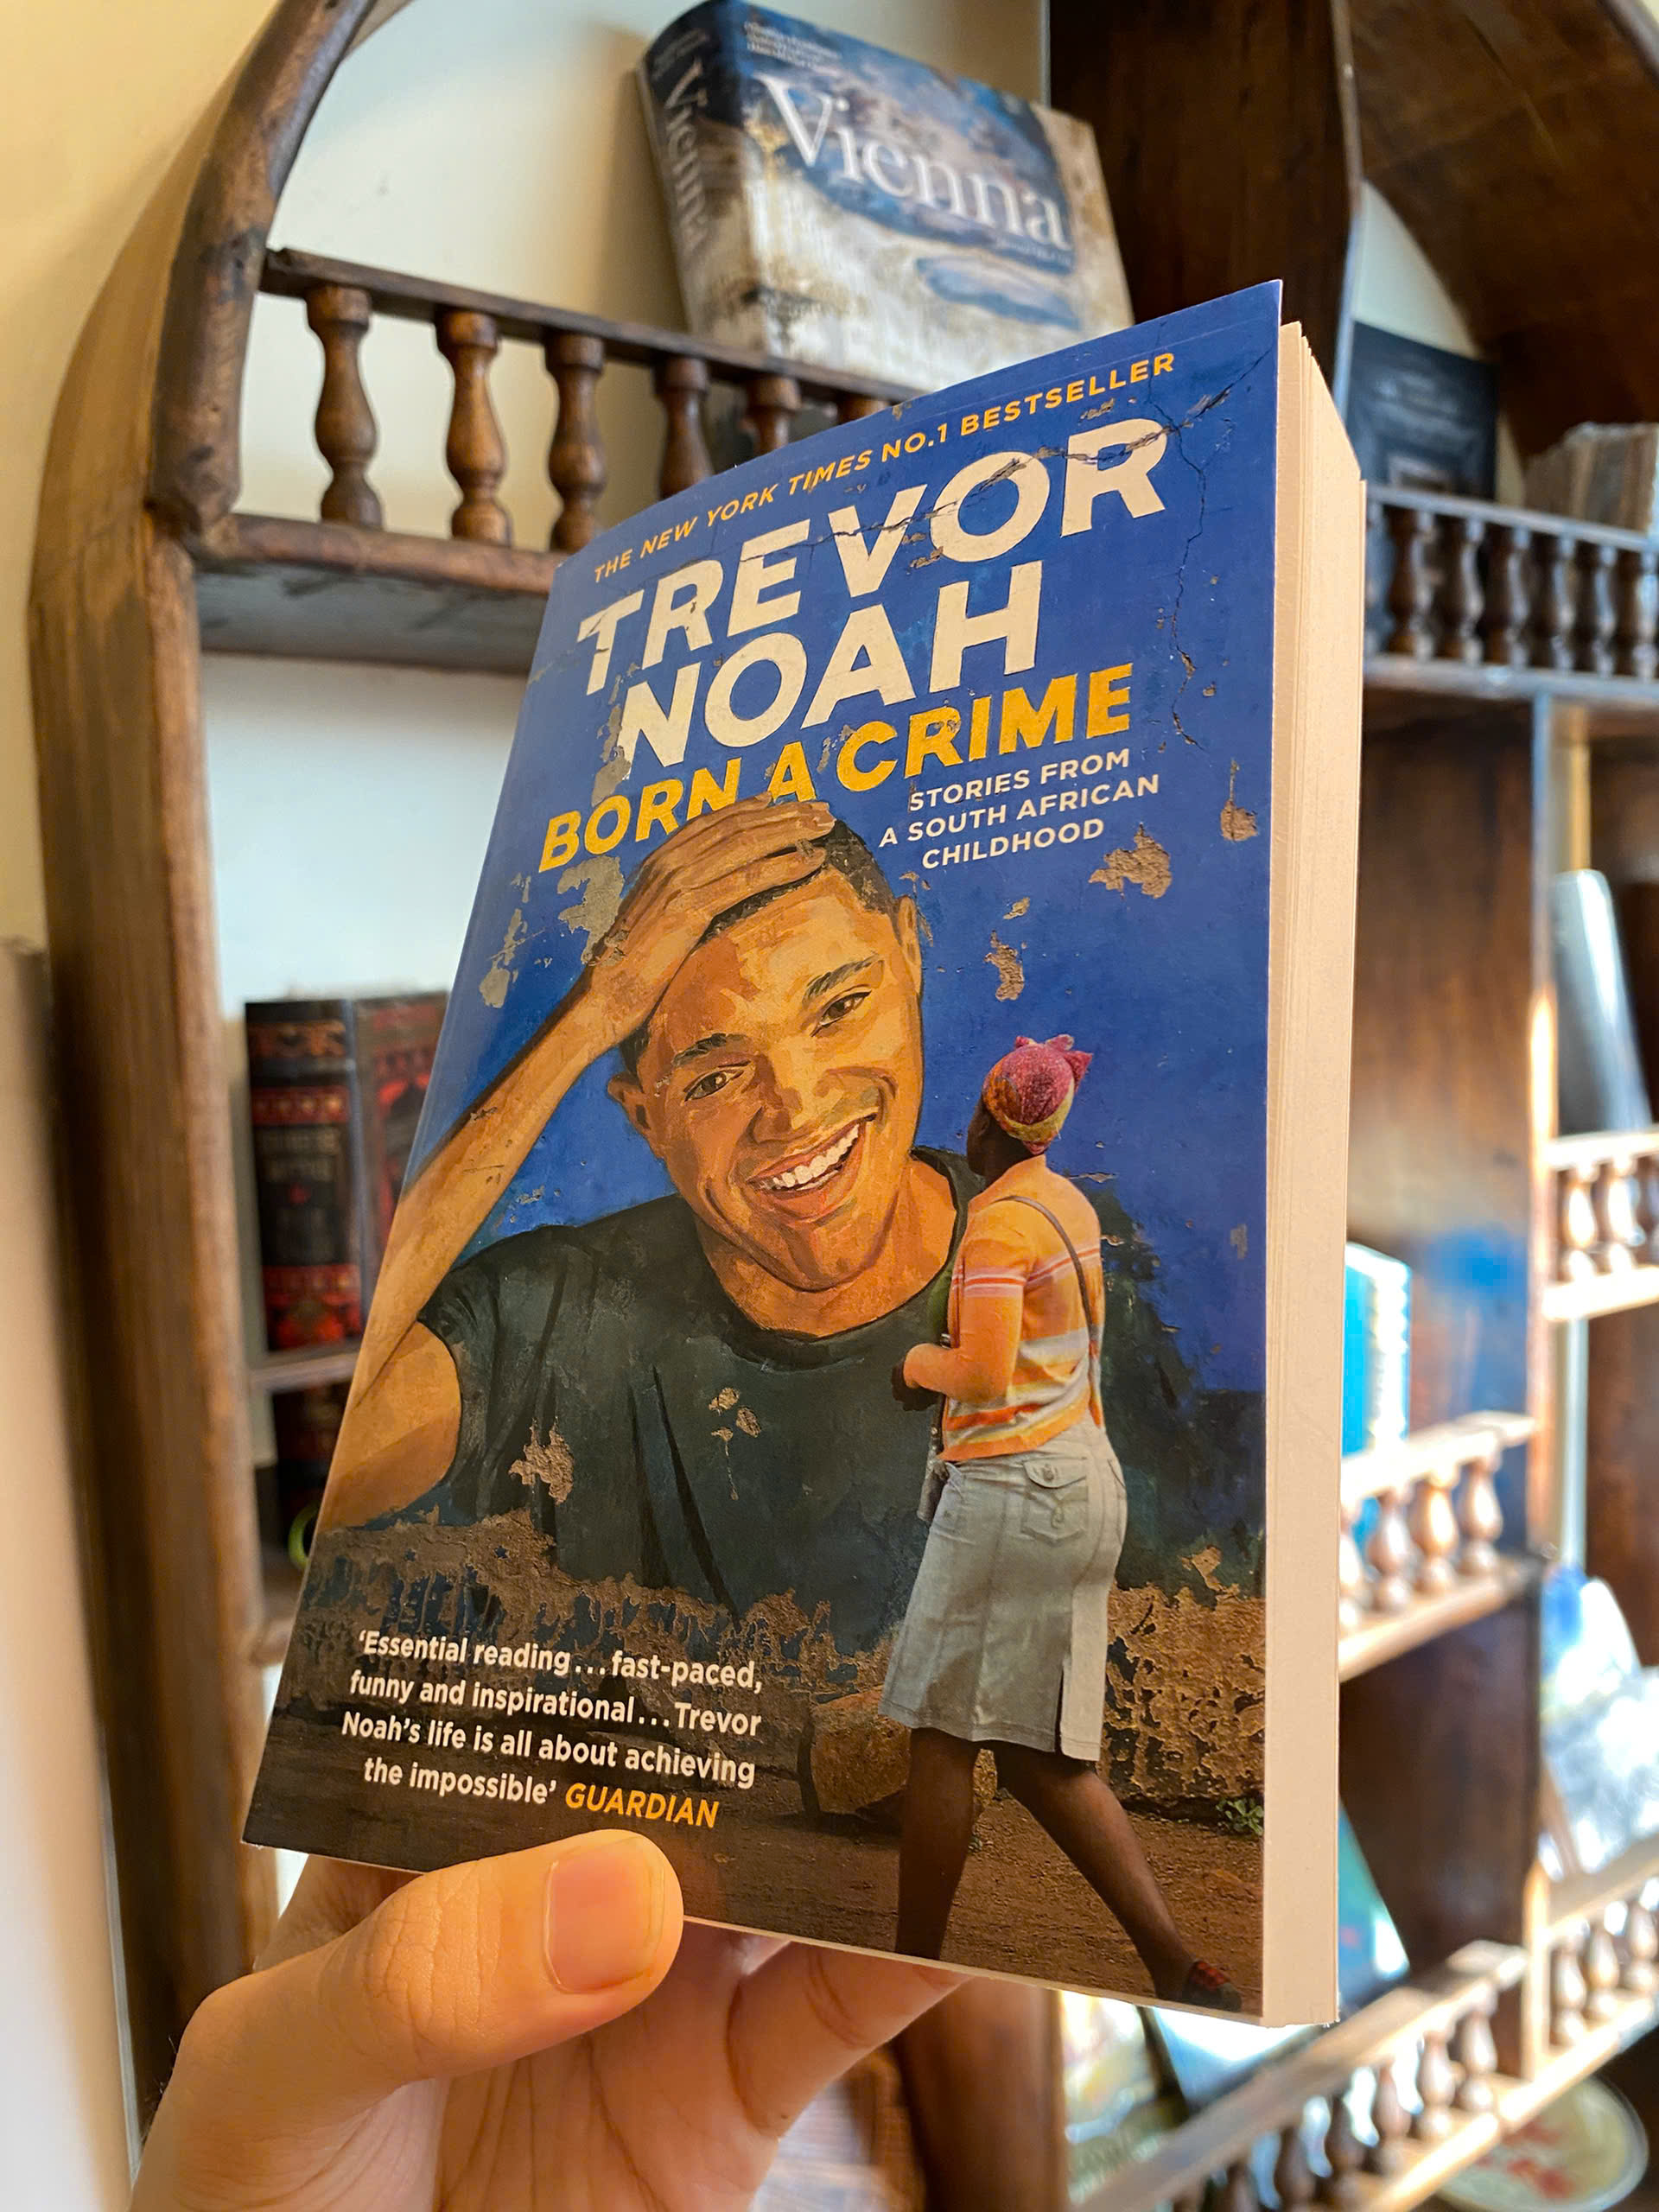 Vienna
Vienna
THE NEW YORK TIMES NO.1 BESTSELLER
TREVOR
NOAH
BORN A CRIME
STORIES FROM
A SOUTH AFRICAN
CHILDHOOD
‘Essential reading...fast-paced,
funny and inspirational...Trevor
Noah’s life is all about achieving
the impossible’ GUARDIAN